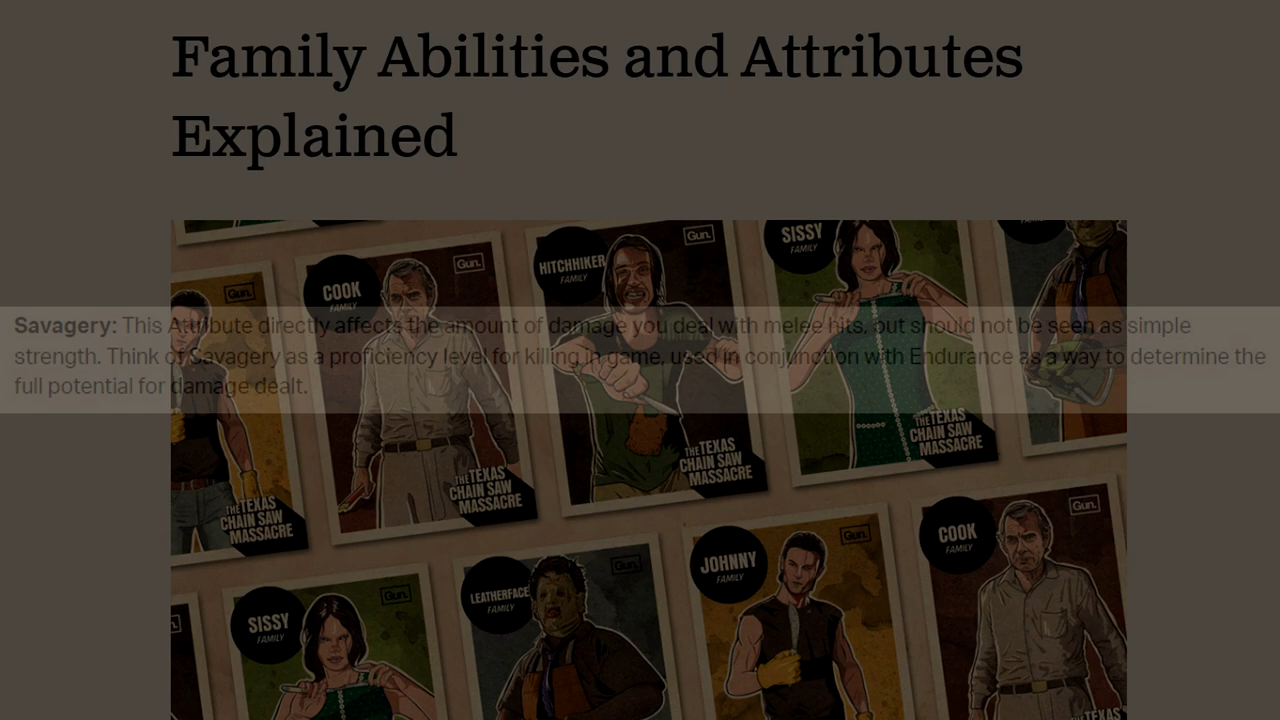 Family Abilities and Attributes
Explained
SISSY
FAMILY
Gun.
HITCHHIKER
FAMILY
Gun.
COOK
FAMILY
Gun.
Savagery: This Attribute directly affects the amount of damage you deal with melee hits, but should not be seen as simple
strength. Think of Savagery as a proficiency level for killing in game, used in conjunction with Endurance as a way to determine the
full potential for damage dealt.
THE TEXAS
CHAIN SAW
MASSACRE
THE TEXAS
CHAIN SAW
MASSACRE
THE TEXAS
CHAIN SAW
MASSACRE
THE TEXAS
CHAIN SAW
MASSACRE
COOK
FAMILY
Gun.
JOHNNY
FAMILY
Gun.
LEATHERFACE
FAMILY
Gun.
SISSY
FAMILY
Gun.
THE TEXAS